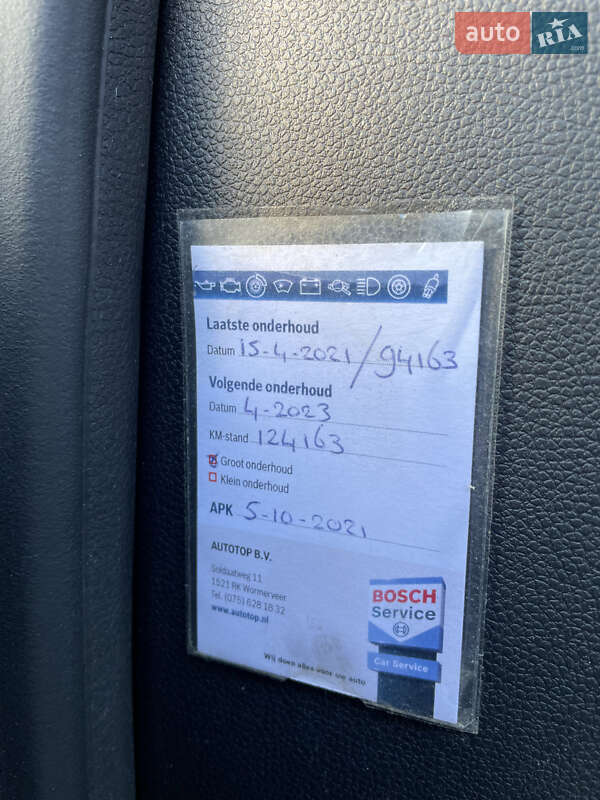 auto RIA.com
Laatste onderhoud
Datum 15-4-2021 / 94163
Volgende onderhoud
Datum 4-2023
KM-stand 124163
Groot onderhoud
Klein onderhoud
APK 5-10-2021
AUTOTOP B.V.
Soldaatweg 11
1521 RK Wormerveer
Tel. (075) 628 18 32
www.autotop.nl
BOSCH
Service
Car Service
Wij doen alles voor uw auto